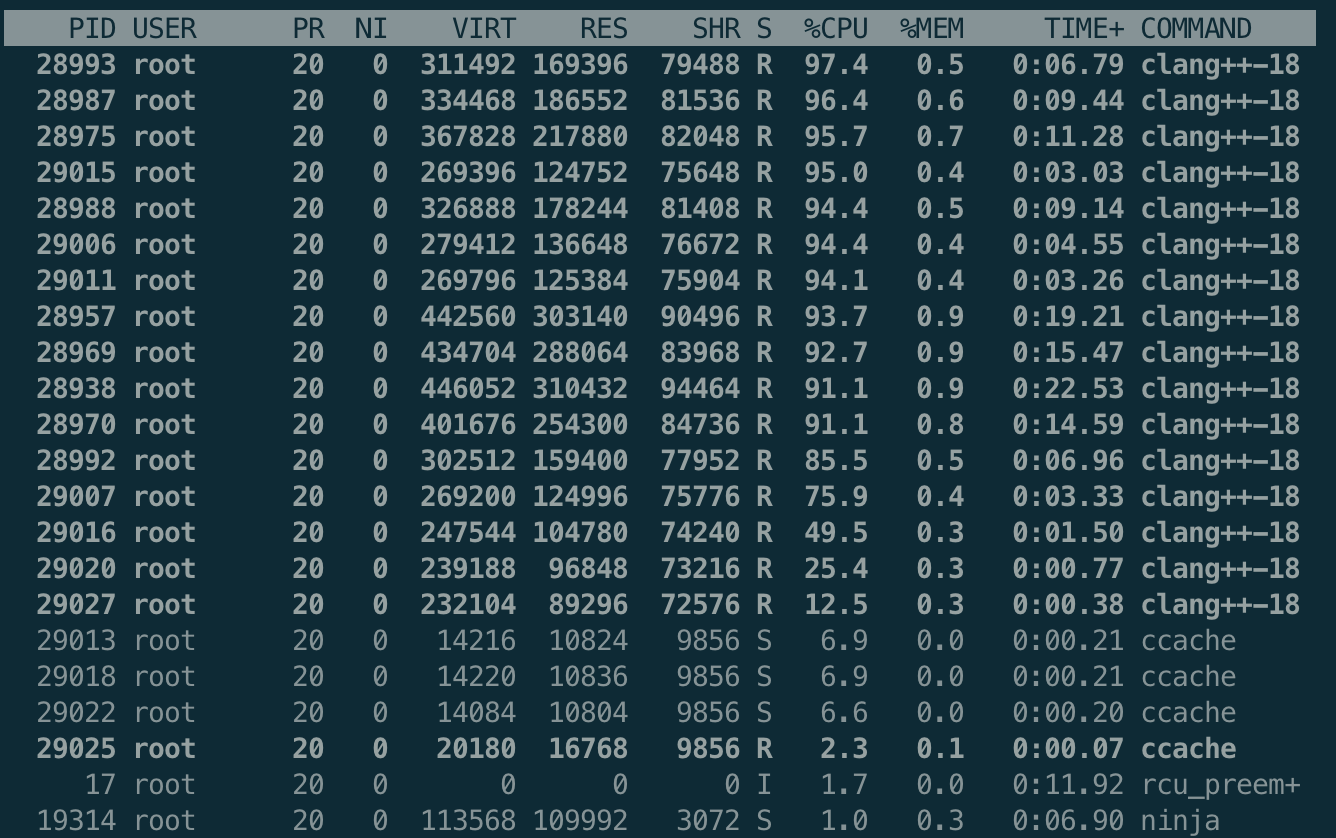 PID USER PR NI VIRT RES SHR S %CPU %MEM TIME+ COMMAND
28993 root 20 0 311492 169396 79488 R 97.4 0.5 0:06.79 clang++-18
28987 root 20 0 334468 186552 81536 R 96.4 0.6 0:09.44 clang++-18
28975 root 20 0 367828 217880 82048 R 95.7 0.7 0:11.28 clang++-18
29015 root 20 0 269396 124752 75648 R 95.0 0.4 0:03.03 clang++-18
28988 root 20 0 326888 178244 81408 R 94.4 0.5 0:09.14 clang++-18
29006 root 20 0 279412 136648 76672 R 94.4 0.4 0:04.55 clang++-18
29011 root 20 0 269796 125384 75904 R 94.1 0.4 0:03.26 clang++-18
28957 root 20 0 442560 303140 90496 R 93.7 0.9 0:19.21 clang++-18
28969 root 20 0 434704 288064 83968 R 92.7 0.9 0:15.47 clang++-18
28938 root 20 0 446052 310432 94464 R 91.1 0.9 0:22.53 clang++-18
28970 root 20 0 401676 254300 84736 R 91.1 0.8 0:14.59 clang++-18
28992 root 20 0 302512 159400 77952 R 85.5 0.5 0:06.96 clang++-18
29007 root 20 0 269200 124996 75776 R 75.9 0.4 0:03.33 clang++-18
29016 root 20 0 247544 104780 74240 R 49.5 0.3 0:01.50 clang++-18
29020 root 20 0 239188 96848 73216 R 25.4 0.3 0:00.77 clang++-18
29027 root 20 0 232104 89296 72576 R 12.5 0.3 0:00.38 clang++-18
29013 root 20 0 14216 10824 9856 S 6.9 0.0 0:00.21 ccache
29018 root 20 0 14220 10836 9856 S 6.9 0.0 0:00.21 ccache
29022 root 20 0 14084 10804 9856 S 6.6 0.0 0:00.20 ccache
29025 root 20 0 20180 16768 9856 R 2.3 0.1 0:00.07 ccache
17 root 20 0 0 0 0 I 1.7 0.0 0:11.92 rcu_preem+
19314 root 20 0 113568 109992 3072 S 1.0 0.3 0:06.90 ninja